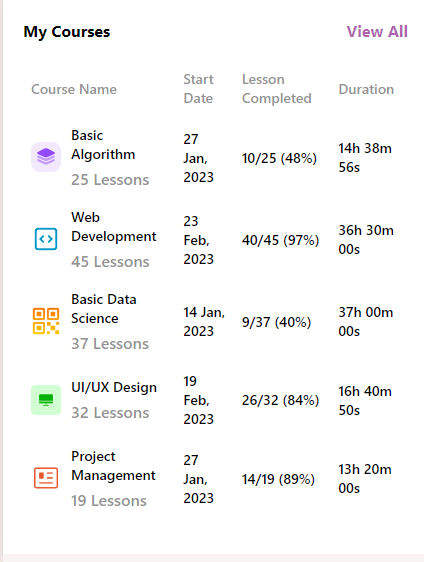 My Courses
View All
Course Name
Start
Date
Lesson
Completed
Duration
Basic
Algorithm
25 Lessons
27
Jan,
2023
10/25 (48%)
14h 38m
56s
Web
Development
45 Lessons
23
Feb,
2023
40/45 (97%)
36h 30m
00s
Basic Data
Science
37 Lessons
14 Jan,
2023
9/37 (40%)
37h 00m
00s
UI/UX Design
32 Lessons
19
Feb,
2023
26/32 (84%)
16h 40m
50s
Project
Management
19 Lessons
27
Jan,
2023
14/19 (89%)
13h 20m
00s